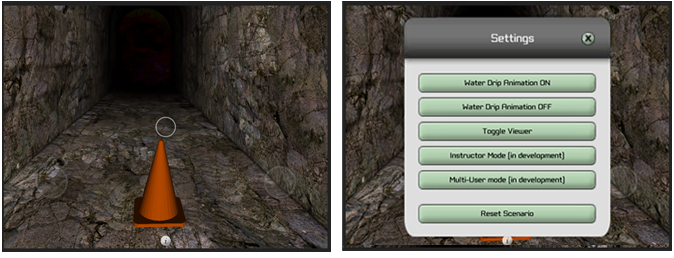 Settings
X
Water Drip Animation ON
Water Drip Animation OFF
Toggle Viewer
Instructor Mode (in development)
Multi-User mode (in development)
Reset Scenario
i
i